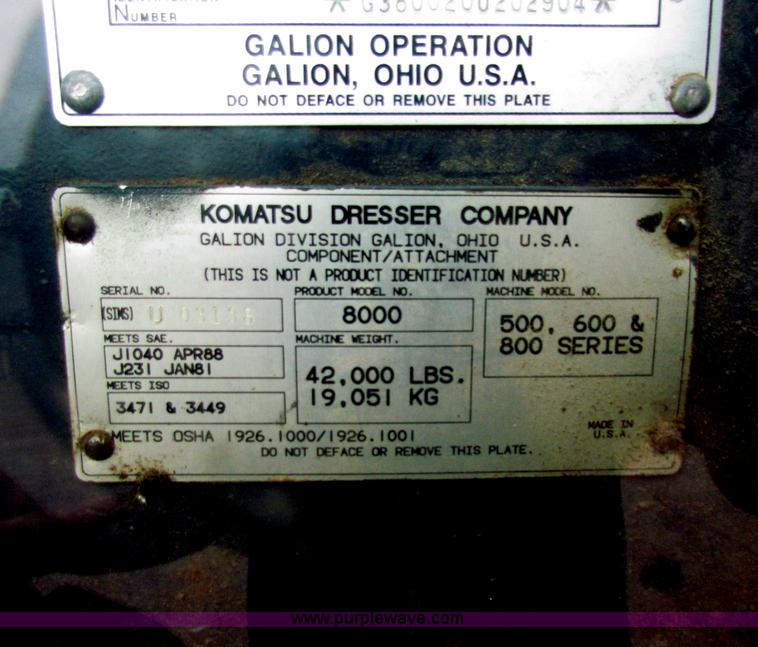 NUMBER
*G3800200202904*
GALION OPERATION
GALION, OHIO U.S.A.
DO NOT DEFACE OR REMOVE THIS PLATE
KOMATSU DRESSER COMPANY
GALION DIVISION GALION, OHIO U.S.A.
COMPONENT/ATTACHMENT
(THIS IS NOT A PRODUCT IDENTIFICATION NUMBER)
SERIAL NO.
(SIMS) U
PRODUCT MODEL NO.
8000
MACHINE MODEL NO.
500, 600 &
800 SERIES
MEETS SAE.
J1040 APR88
J231 JAN81
MACHINE WEIGHT.
42,000 LBS.
19,051 KG
MEETS ISO
3471 & 3449
MEETS OSHA 1926.1000/1926.1001
MADE IN
U.S.A.
DO NOT DEFACE OR REMOVE THIS PLATE.
www.purplewave.com